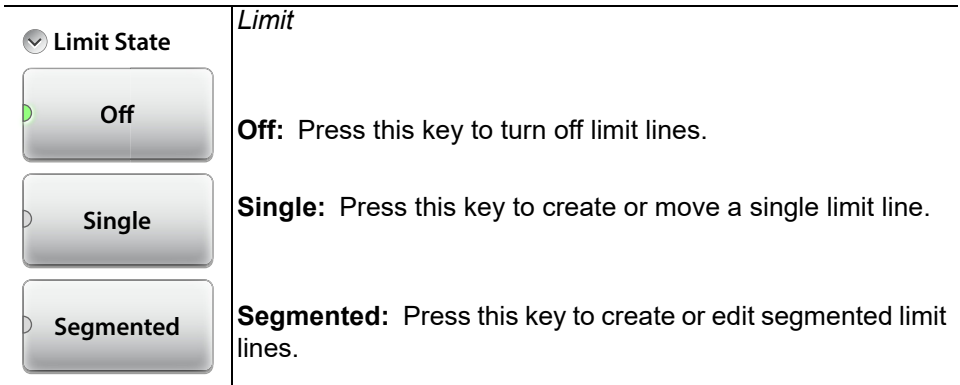 Limit State
Limit
Off
Off: Press this key to turn off limit lines.
Single
Single: Press this key to create or move a single limit line.
Segmented
Segmented: Press this key to create or edit segmented limit
lines.